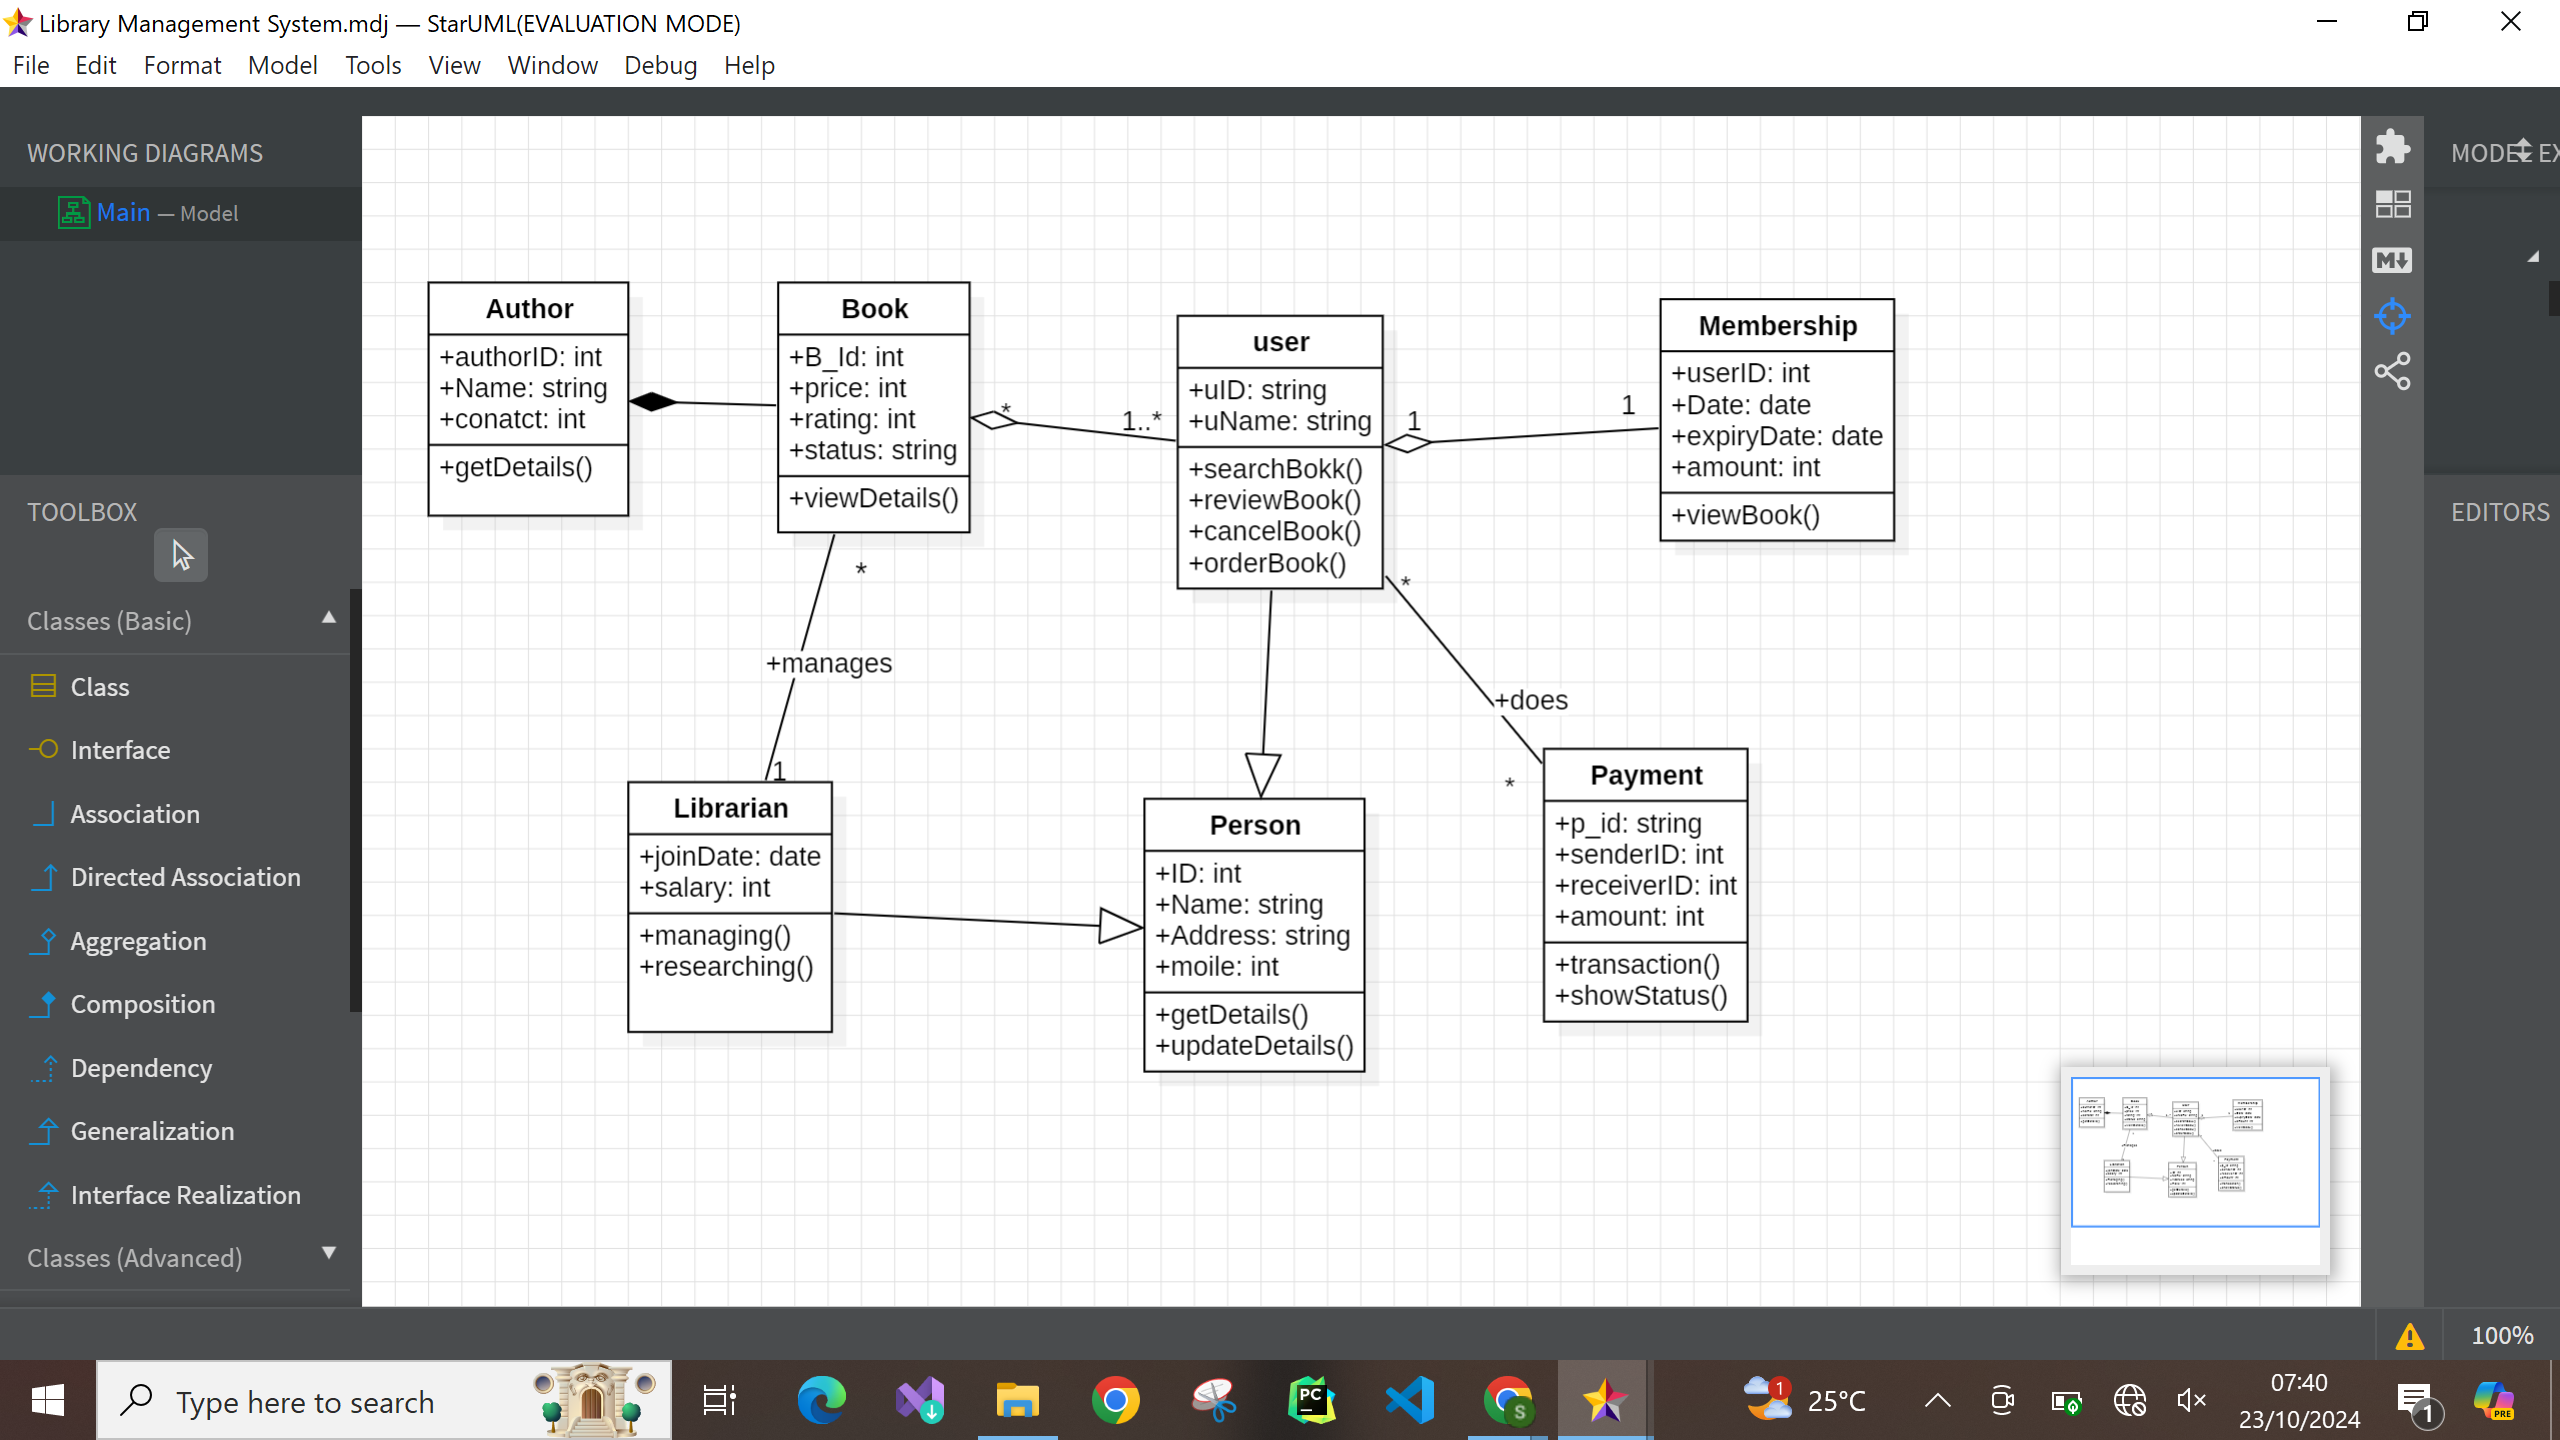 Library Management System.mdj — StarUML(EVALUATION MODE)
File Edit Format Model Tools View Window Debug Help
WORKING DIAGRAMS
Main — Model
TOOLBOX
Classes (Basic)
Class
Interface
Association
Directed Association
Aggregation
Composition
Dependency
Generalization
Interface Realization
Classes (Advanced)
Author
+authorID: int
+Name: string
+conatct: int
+getDetails()
Book
+B_Id: int
+price: int
+rating: int
+status: string
+viewDetails()
*
1..*
user
+uID: string
+uName: string
+searchBokk()
+reviewBook()
+cancelBook()
+orderBook()
1
1
Membership
+userID: int
+Date: date
+expiryDate: date
+amount: int
+viewBook()
*
+manages
1
*
+does
*
Librarian
+joinDate: date
+salary: int
+managing()
+researching()
Person
+ID: int
+Name: string
+Address: string
+moile: int
+getDetails()
+updateDetails()
Payment
+p_id: string
+senderID: int
+receiverID: int
+amount: int
+transaction()
+showStatus()
M
EDITORS
100%
Type here to search
PC
S
1
25°C
07:40
23/10/2024
1
PRE